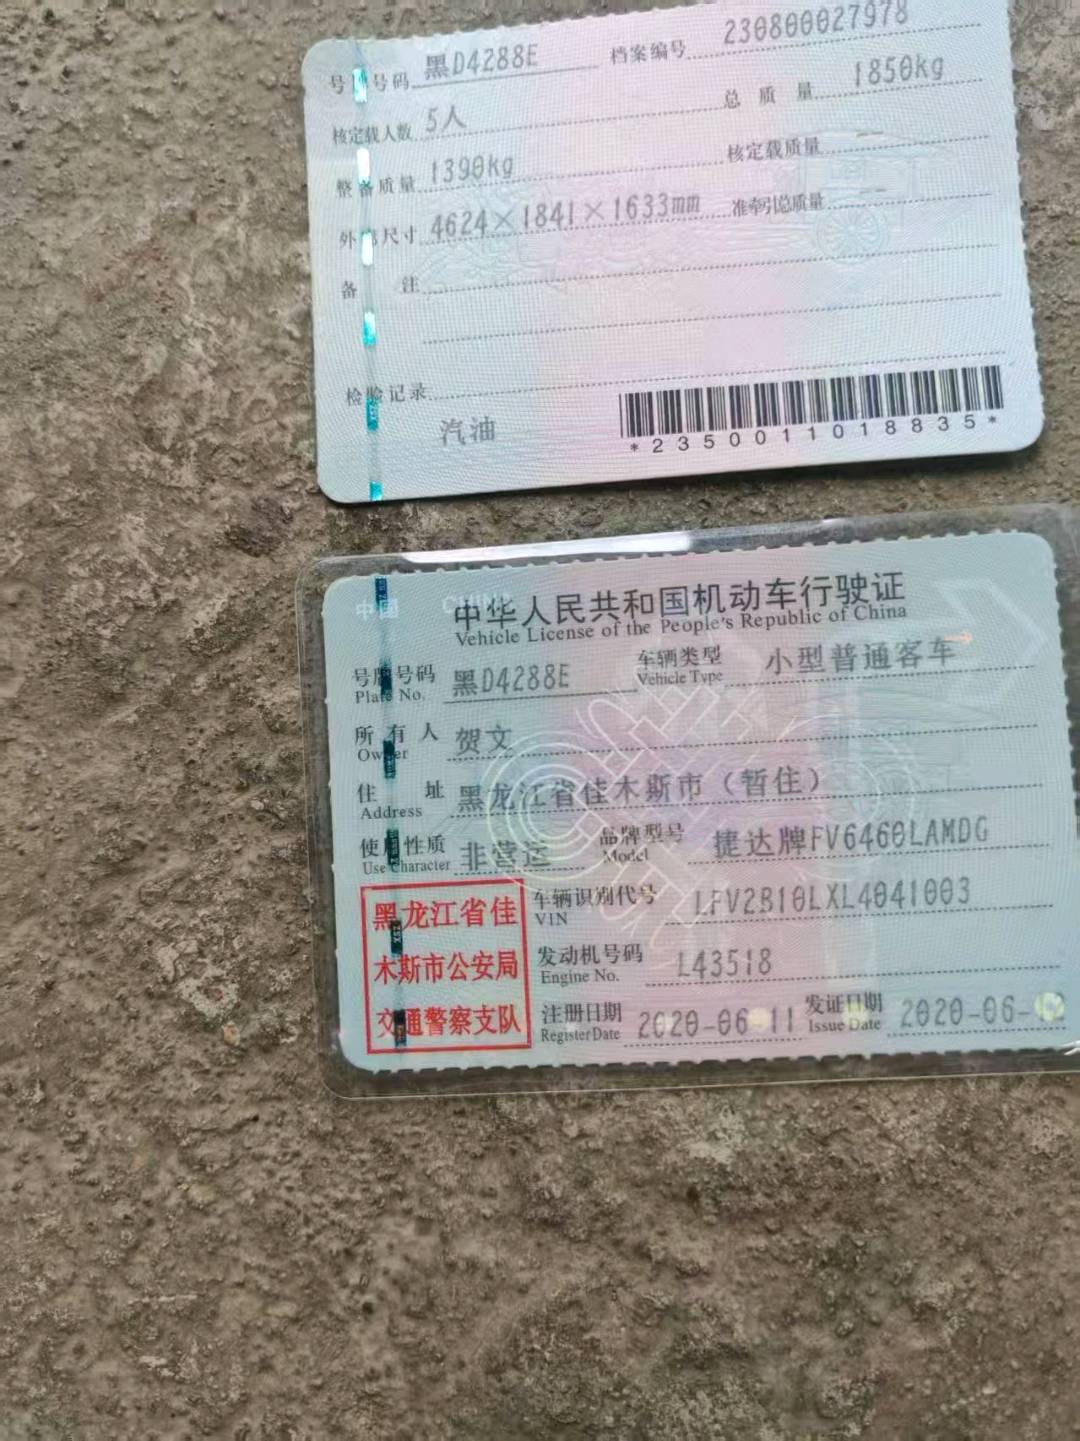 号牌号码 黑D4288E 档案编号 230800027978
核定载人数 5人 总质量 1850kg
整备质量 1390kg 核定载质量 --
外廓尺寸 4624×1841×1633mm 准牵引总质量 --
备注
检验记录
汽油
*2350011018835*
中国 CHINA
中华人民共和国机动车行驶证
Vehicle License of the People's Republic of China
号牌号码 黑D4288E 车辆类型 小型普通客车
Plate No. Vehicle Type
所有人 贺文
Owner
住址 黑龙江省佳木斯市（暂住）
Address
使用性质 非营运 品牌型号 捷达牌FV6460LAMDG
Use Character Model
黑龙江省佳
木斯市公安局
交通警察支队
车辆识别代号 LFV2B10LXL4041003
VIN
发动机号码 L43518
Engine No.
注册日期 2020-06-11 发证日期 2020-06-
Register Date Issue Date